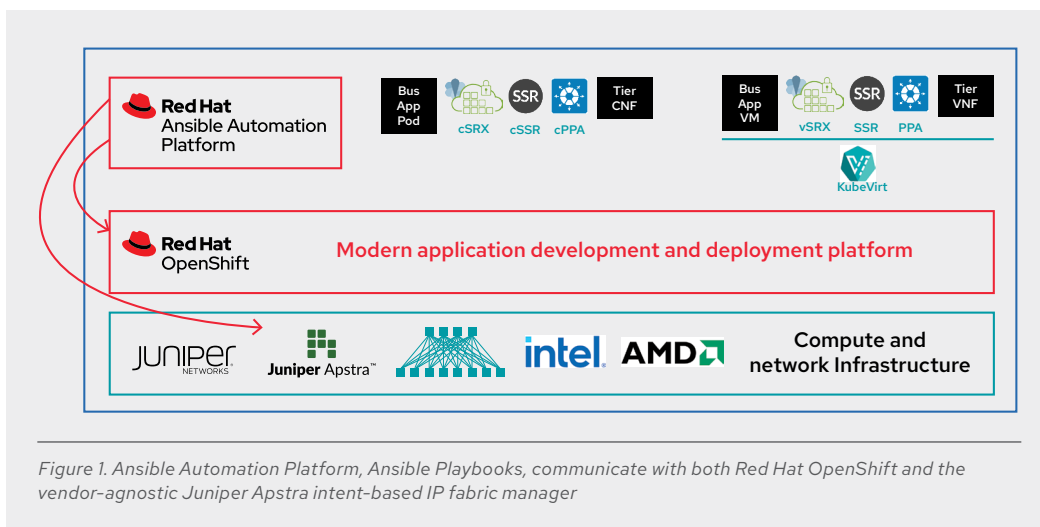 Red Hat
Ansible Automation
Platform
Bus
App
Pod
cSRX
SSR
cSSR
cPPA
Tier
CNF
Bus
App
VM
vSRX
SSR
SSR
PPA
Tier
VNF
KubeVirt
Red Hat
OpenShift
Modern application development and deployment platform
JUNIPER
NETWORKS
Juniper Apstra™
intel.
AMD
Compute and
network Infrastructure
Figure 1. Ansible Automation Platform, Ansible Playbooks, communicate with both Red Hat OpenShift and the
vendor-agnostic Juniper Apstra intent-based IP fabric manager